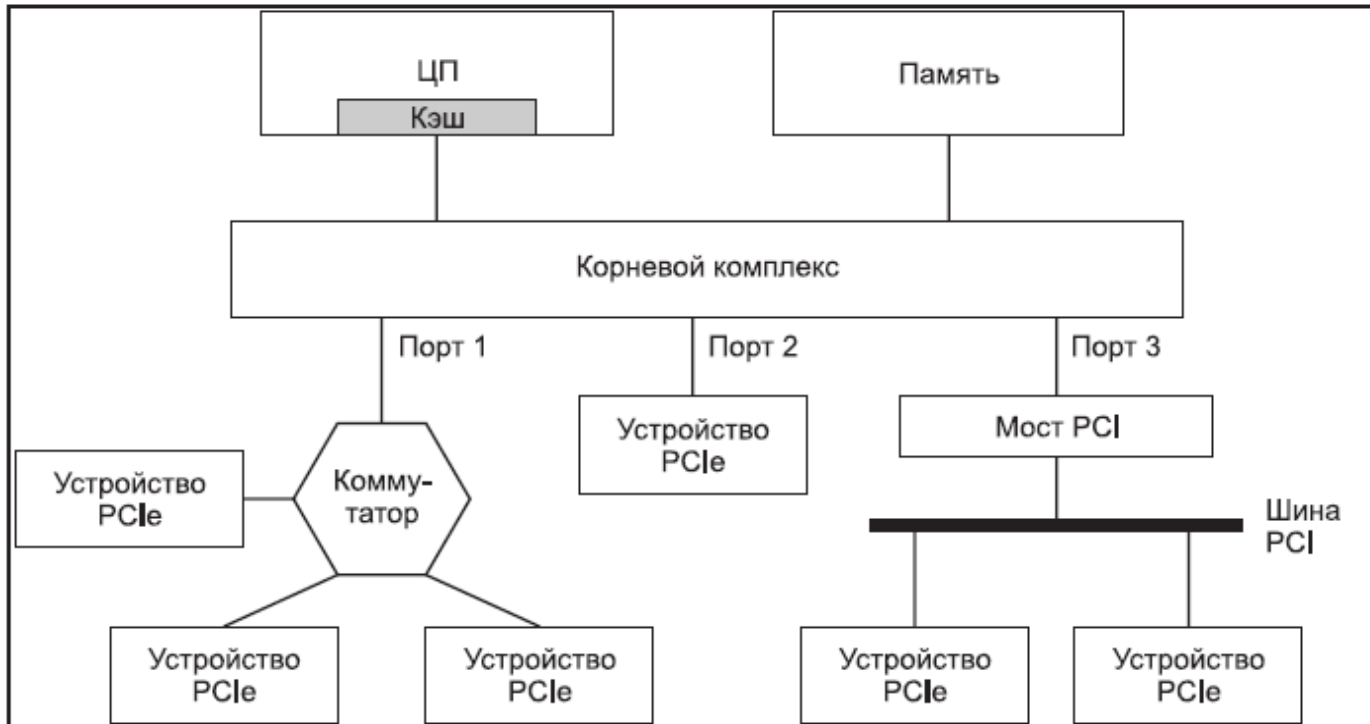 ЦП
Кэш
Память
Корневой комплекс
Порт 1
Порт 2
Порт 3
Устройство
PCIe
Мост PCI
Устройство
PCIe
Комму-
татор
Шина
PCI
Устройство
PCIe
Устройство
PCIe
Устройство
PCIe
Устройство
PCIe